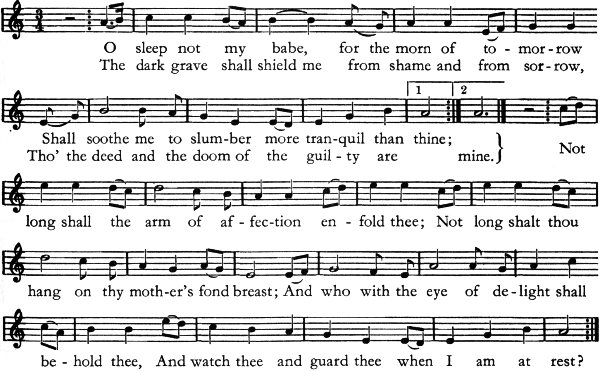 3
4
O sleep not my babe, for the morn of to - mor - row
The dark grave shall shield me from shame and from sor - row,
1 2
Shall soothe me to slum - ber more tran - quil than thine;
Tho' the deed and the doom of the guil - ty are mine.
Not
long shall the arm of af - fec - tion en - fold thee; Not long shalt thou
hang on thy moth - er's fond breast; And who with the eye of de - light shall
be - hold thee, And watch thee and guard thee when I am at rest?